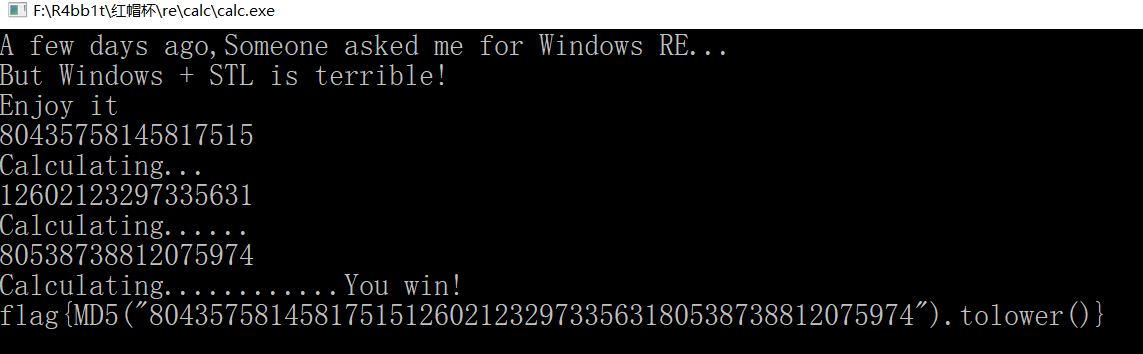 F:\R4bb1t\红帽杯\re\calc\calc.exe
A few days ago,Someone asked me for Windows RE...
But Windows + STL is terrible!
Enjoy it
80435758145817515
Calculating...
12602123297335631
Calculating......
80538738812075974
Calculating............You win!
flag{MD5("804357581458175151260212329733563180538738812075974").tolower()}